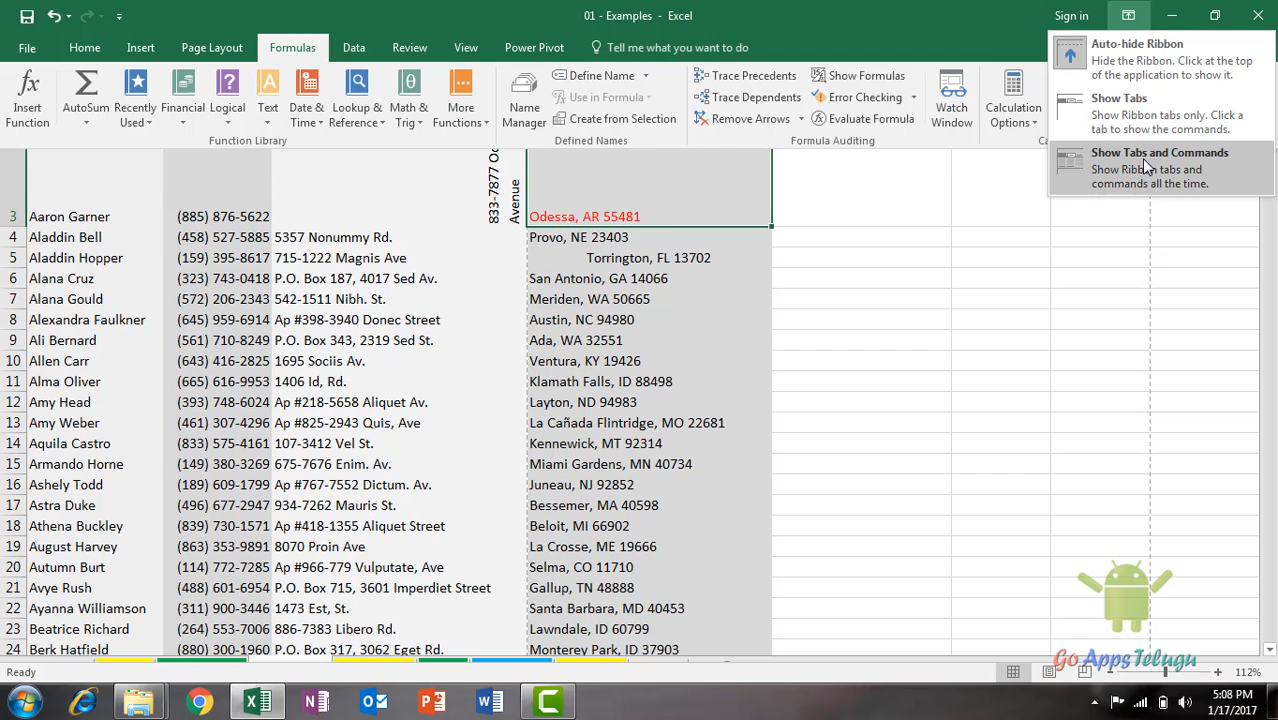 01 - Examples - Excel
Sign in
File Home Insert Page Layout Formulas Data Review View Power Pivot Tell me what you want to do
Insert Function
AutoSum
Recently Used
Financial
Logical
Text
Date & Time
Lookup & Reference
Math & Trig
More Functions
Function Library
Name Manager
Define Name
Use in Formula
Create from Selection
Defined Names
Trace Precedents
Trace Dependents
Remove Arrows
Show Formulas
Error Checking
Evaluate Formula
Formula Auditing
Watch Window
Calculation Options
Auto-hide Ribbon
Hide the Ribbon. Click at the
top of the application to show it.
Show Tabs
Show Ribbon tabs only. Click a
tab to show the commands.
Show Tabs and Commands
Show Ribbon tabs and
commands all the time.
833-7877
Avenue
3 Aaron Garner (885) 876-5622 Odessa, AR 55481
4 Aladdin Bell (458) 527-5885 5357 Nonummy Rd. Provo, NE 23403
5 Aladdin Hopper (159) 395-8617 715-1222 Magnis Ave Torrington, FL 13702
6 Alana Cruz (323) 743-0418 P.O. Box 187, 4017 Sed Av. San Antonio, GA 14066
7 Alana Gould (572) 206-2343 542-1511 Nibh. St. Meriden, WA 50665
8 Alexandra Faulkner (645) 959-6914 Ap #398-3940 Donec Street Austin, NC 94980
9 Ali Bernard (561) 710-8249 P.O. Box 343, 2319 Sed St. Ada, WA 32551
10 Allen Carr (643) 416-2825 1695 Sociis Av. Ventura, KY 19426
11 Alma Oliver (665) 616-9953 1406 Id, Rd. Klamath Falls, ID 88498
12 Amy Head (393) 748-6024 Ap #218-5658 Aliquet Av. Layton, ND 94983
13 Amy Weber (461) 307-4296 Ap #825-2943 Quis, Ave La Cañada Flintridge, MO 22681
14 Aquila Castro (833) 575-4161 107-3412 Vel St. Kennewick, MT 92314
15 Armando Horne (149) 380-3269 675-7676 Enim. Av. Miami Gardens, MN 40734
16 Ashely Todd (189) 609-1799 Ap #767-7552 Dictum. Av. Juneau, NJ 92852
17 Astra Duke (496) 677-2947 934-7262 Mauris St. Bessemer, MA 40598
18 Athena Buckley (839) 730-1571 Ap #418-1355 Aliquet Street Beloit, MI 66902
19 August Harvey (863) 353-9891 8070 Proin Ave La Crosse, ME 19666
20 Autumn Burt (114) 772-7285 Ap #966-779 Vulputate, Ave Selma, CO 11710
21 Avye Rush (488) 601-6954 P.O. Box 715, 3601 Imperdiet Street Gallup, TN 48888
22 Ayanna Williamson (311) 900-3446 1473 Est, St. Santa Barbara, MD 40453
23 Beatrice Richard (264) 553-7006 886-7383 Libero Rd. Lawndale, ID 60799
24 Berk Hatfield (880) 300-1960 P.O. Box 317, 3062 Eget Rd. Monterey Park, ID 37903
Go Apps Telugu
Ready
112%
5:08 PM
1/17/2017